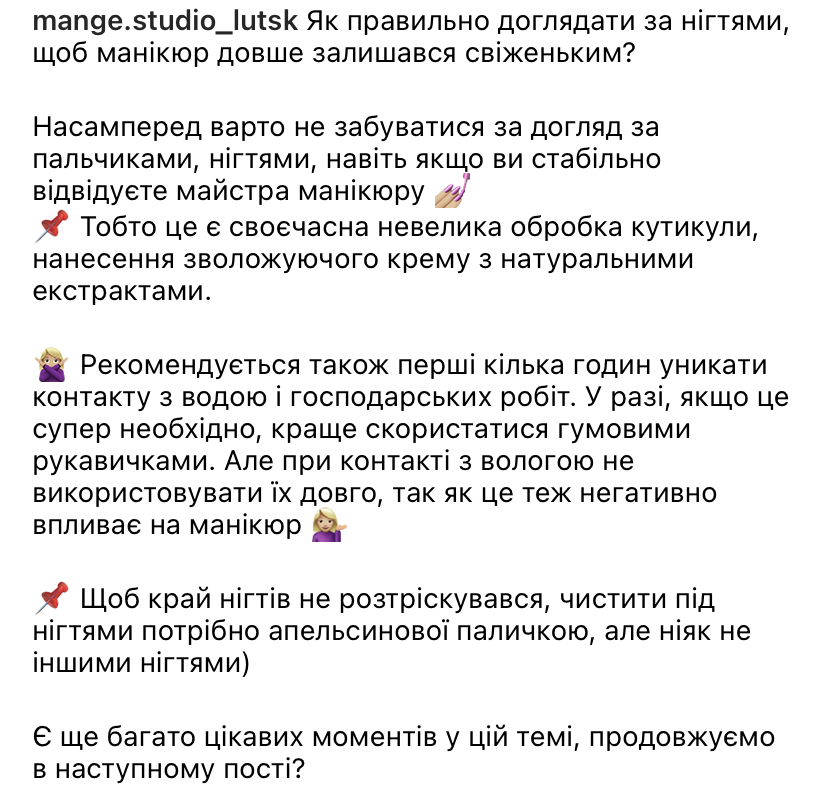 mange.studio_lutsk Як правильно доглядати за нігтями,
щоб манікюр довше залишався свіженьким?
Насамперед варто не забуватися за догляд за
пальчиками, нігтями, навіть якщо ви стабільно
відвідуєте майстра манікюру 💅🏼
📌 Тобто це є своєчасна невелика обробка кутикули,
нанесення зволожуючого крему з натуральними
екстрактами.
🙅🏼‍♀️ Рекомендується також перші кілька годин уникати
контакту з водою і господарських робіт. У разі, якщо це
супер необхідно, краще скористатися гумовими
рукавичками. Але при контакті з вологою не
використовувати їх довго, так як це теж негативно
впливає на манікюр 💁🏼‍♀️
📌 Щоб край нігтів не розтріскувався, чистити під
нігтями потрібно апельсинової паличкою, але ніяк не
іншими нігтями)
Є ще багато цікавих моментів у цій темі, продовжуємо
в наступному пості?